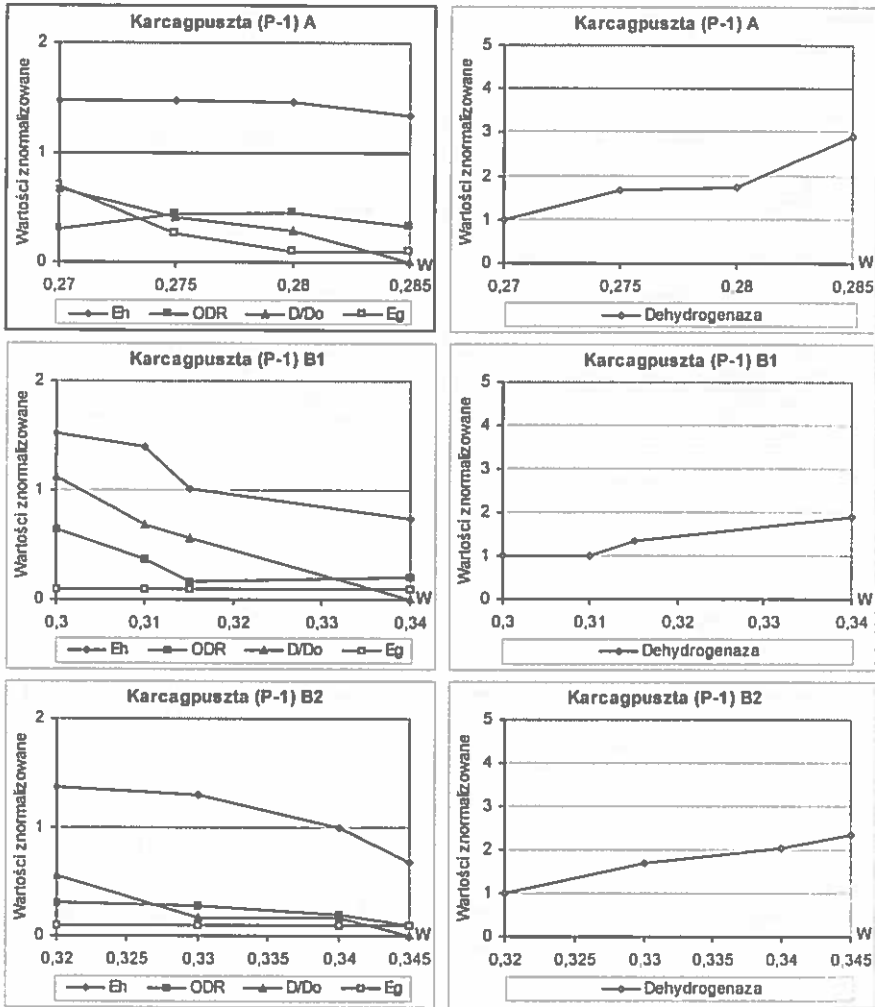 Karcagpuszta (P-1) A
Wartości znormalizowane
2
1
0
0,27 0,275 0,28 0,285
W
Eh ODR D/Do Eg
Karcagpuszta (P-1) A
Wartości znormalizowane
5
4
3
2
1
0
0,27 0,275 0,28 0,285
W
Dehydrogenaza
Karcagpuszta (P-1) B1
Wartości znormalizowane
2
1
0
0,3 0,31 0,32 0,33 0,34
W
Eh ODR D/Do Eg
Karcagpuszta (P-1) B1
Wartości znormalizowane
5
4
3
2
1
0
0,3 0,31 0,32 0,33 0,34
W
Dehydrogenaza
Karcagpuszta (P-1) B2
Wartości znormalizowane
2
1
0
0,32 0,325 0,33 0,335 0,34 0,345
W
Eh ODR D/Do Eg
Karcagpuszta (P-1) B2
Wartości znormalizowane
5
4
3
2
1
0
0,32 0,325 0,33 0,335 0,34 0,345
W
Dehydrogenaza